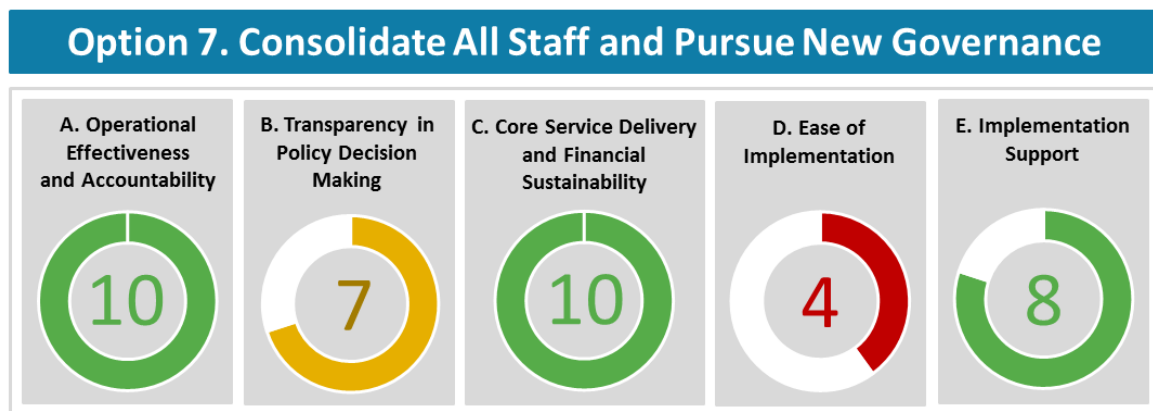 Option 7. Consolidate All Staff and Pursue New Governance
A. Operational
Effectiveness
and Accountability
10
B. Transparency in
Policy Decision
Making
7
C. Core Service Delivery
and Financial
Sustainability
10
D. Ease of
Implementation
4
E. Implementation
Support
8